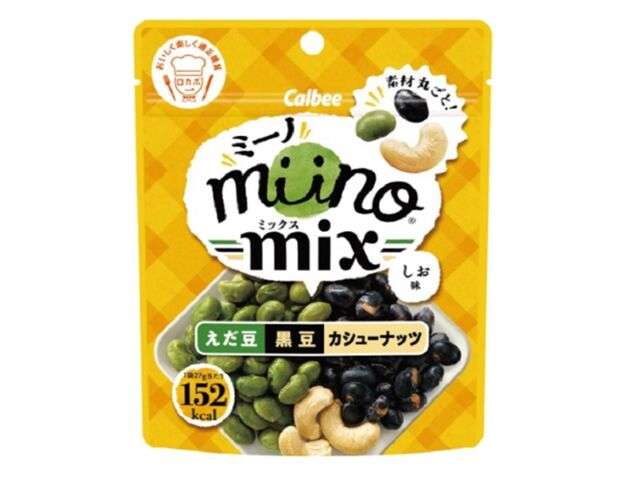 おいしく楽しく適正糖質
ロカボ
Calbee
素材丸ごと!
ミーノ
miino®
ミックス
mix
しお味
えだ豆 黒豆 カシューナッツ
1袋27g当たり
152
kcal